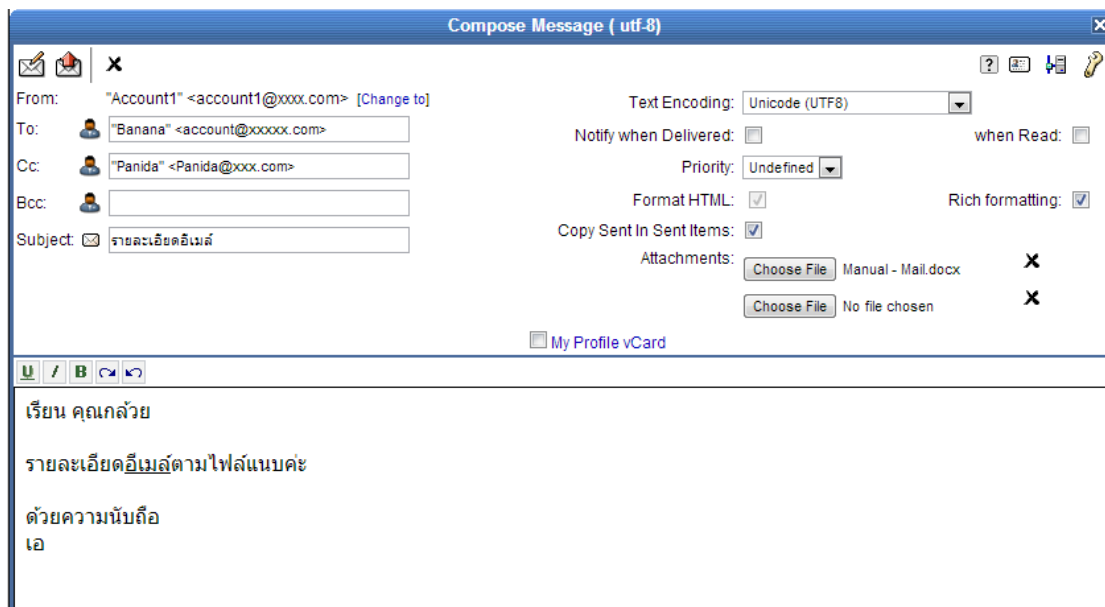 Compose Message ( utf-8)
From: "Account1" <account1@xxxx.com> [Change to]
To: "Banana" <account@xxxxx.com>
Cc: "Panida" <Panida@xxx.com>
Bcc:
Subject: รายละเอียดอีเมล์
Text Encoding: Unicode (UTF8)
Notify when Delivered: when Read:
Priority: Undefined
Format HTML: Rich formatting:
Copy Sent In Sent Items:
Attachments:
Choose File Manual - Mail.docx
Choose File No file chosen
My Profile vCard
U I B
เรียน คุณกล้วย
รายละเอียดอีเมล์ตามไฟล์แนบค่ะ
ด้วยความนับถือ
เอ